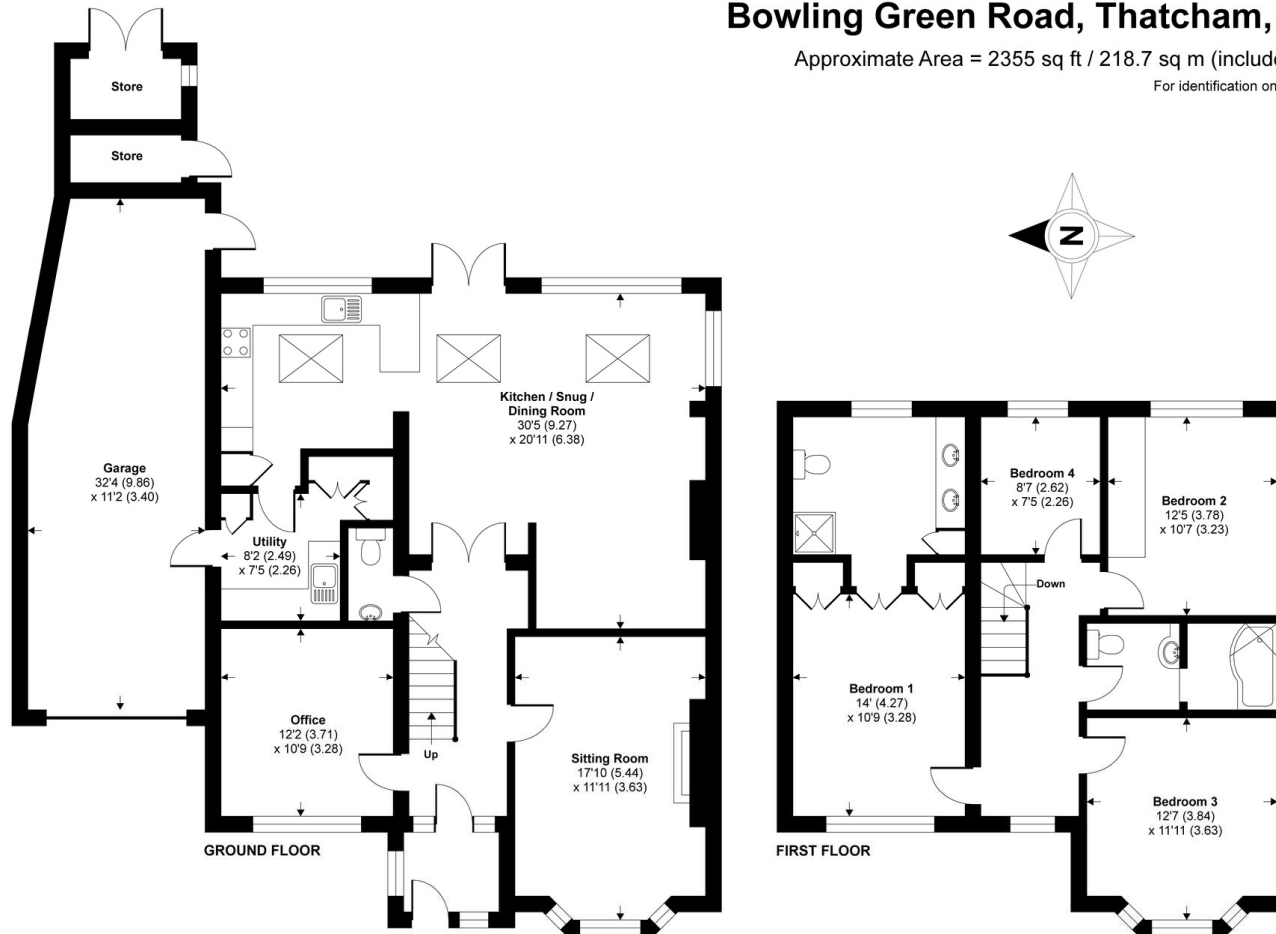 Bowling Green Road, Thatcham,
Approximate Area = 2355 sq ft / 218.7 sq m (include
For identification on
Store
Store
N
Garage
32'4 (9.86)
x 11'2 (3.40)
Kitchen / Snug /
Dining Room
30'5 (9.27)
x 20'11 (6.38)
Utility
8'2 (2.49)
x 7'5 (2.26)
Office
12'2 (3.71)
x 10'9 (3.28)
Up
Sitting Room
17'10 (5.44)
x 11'11 (3.63)
GROUND FLOOR
Bedroom 4
8'7 (2.62)
x 7'5 (2.26)
Bedroom 2
12'5 (3.78)
x 10'7 (3.23)
Down
Bedroom 1
14' (4.27)
x 10'9 (3.28)
Bedroom 3
12'7 (3.84)
x 11'11 (3.63)
FIRST FLOOR